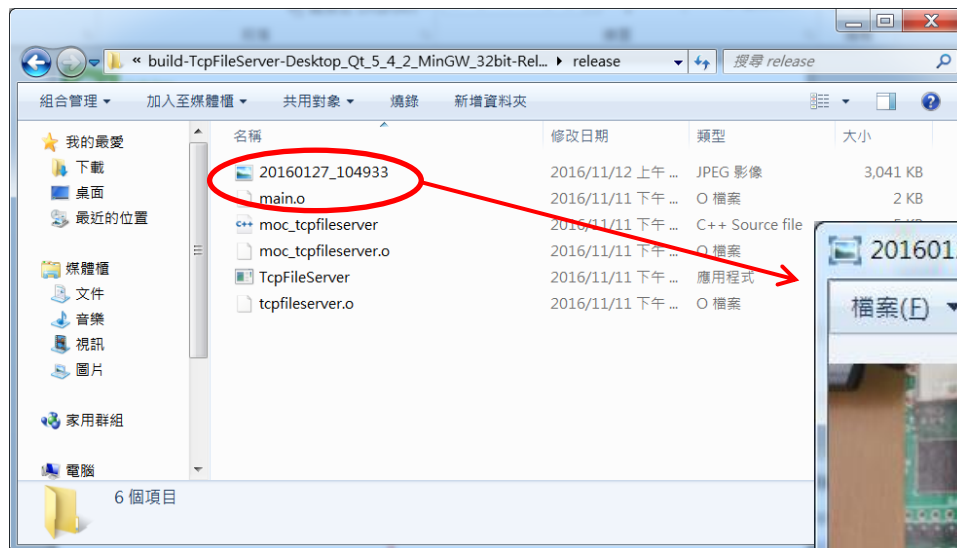 « build-TcpFileServer-Desktop_Qt_5_4_2_MinGW_32bit-Rel... ▸ release
搜尋 release
組合管理 加入至媒體櫃 共用對象 燒錄 新增資料夾
我的最愛
下載
桌面
最近的位置
媒體櫃
文件
音樂
視訊
圖片
家用群組
電腦
名稱 修改日期 類型 大小
20160127_104933 2016/11/12 上午 ... JPEG 影像 3,041 KB
main.o 2016/11/11 下午 ... O 檔案 2 KB
moc_tcpfileserver 2016/11/11 下午 ... C++ Source file
moc_tcpfileserver.o 2016/11/11 下午 ... O 檔案
TcpFileServer 2016/11/11 下午 ... 應用程式
tcpfileserver.o 2016/11/11 下午 ... O 檔案
201601
檔案(F)
6 個項目